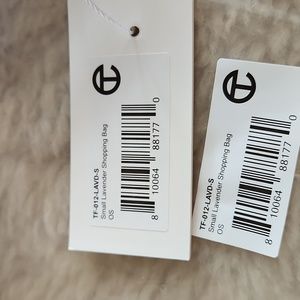 TF-012-LAVD-S
Small Lavender Shopping Bag
OS
8 10064 88177 0
TF-012-LAVD-S
Small Lavender Shopping Bag
OS
8 10064 88177 0